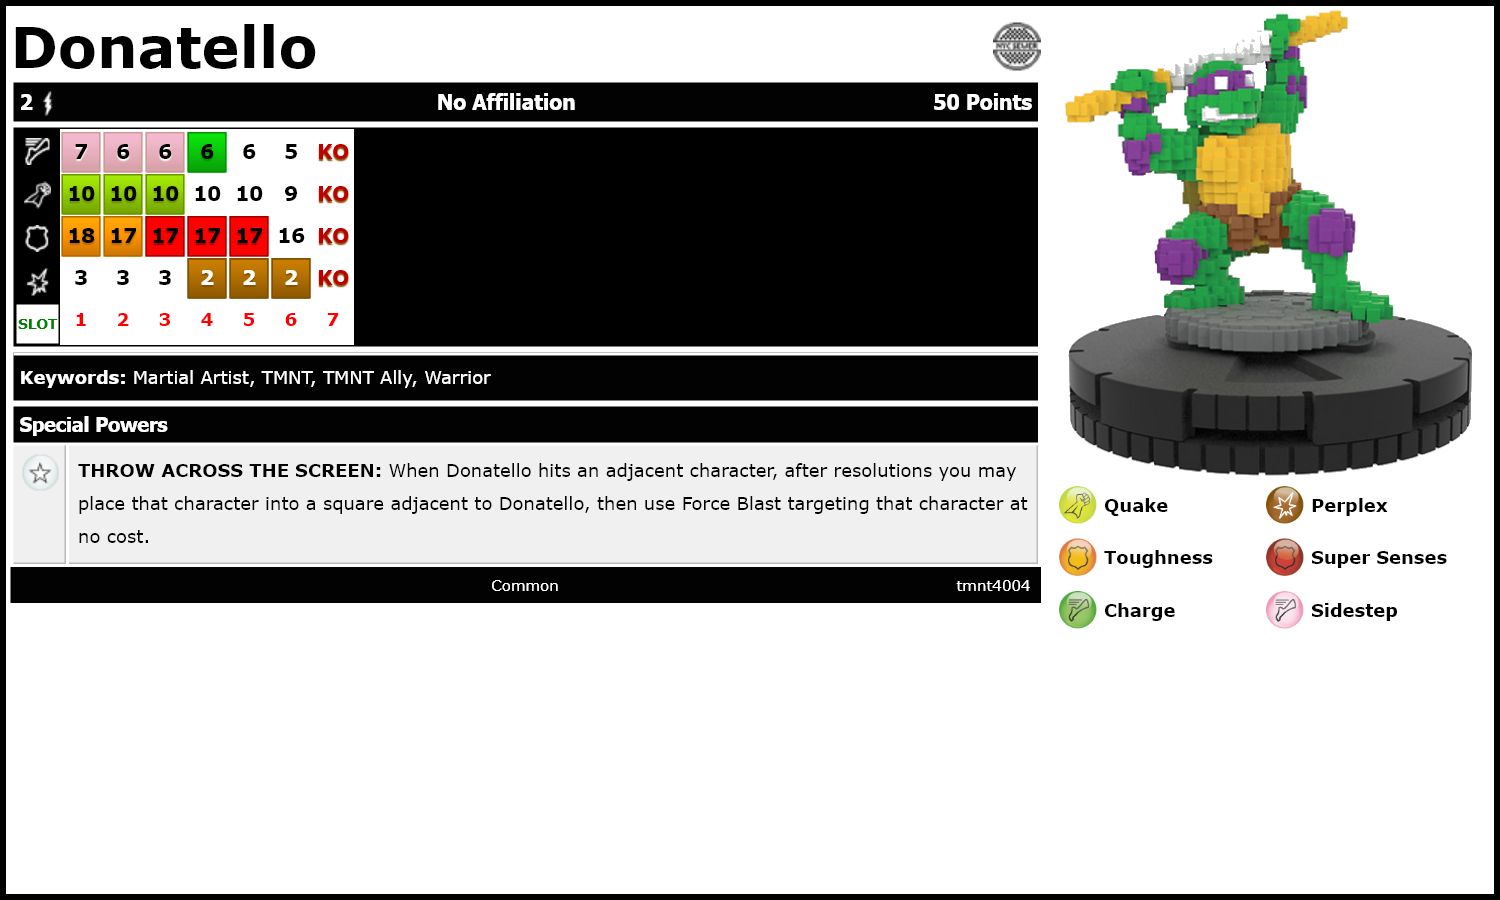 Donatello
NYC SEWER
2 No Affiliation 50 Points
7 6 6 6 6 5 KO
10 10 10 10 10 9 KO
18 17 17 17 17 16 KO
3 3 3 2 2 2 KO
SLOT 1 2 3 4 5 6 7
Keywords: Martial Artist, TMNT, TMNT Ally, Warrior
Special Powers
THROW ACROSS THE SCREEN: When Donatello hits an adjacent character, after resolutions you may
place that character into a square adjacent to Donatello, then use Force Blast targeting that character at
no cost.
Common tmnt4004
Quake Perplex
Toughness Super Senses
Charge Sidestep